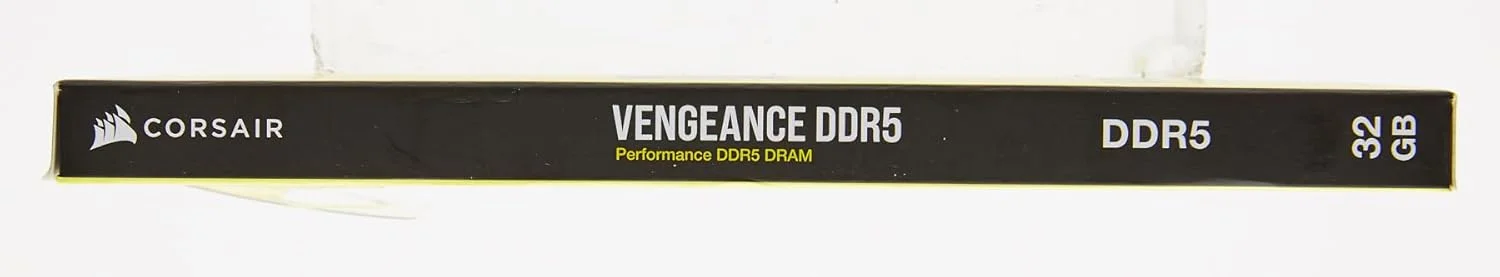 CORSAIR
VENGEANCE DDR5
Performance DDR5 DRAM
DDR5
32
GB